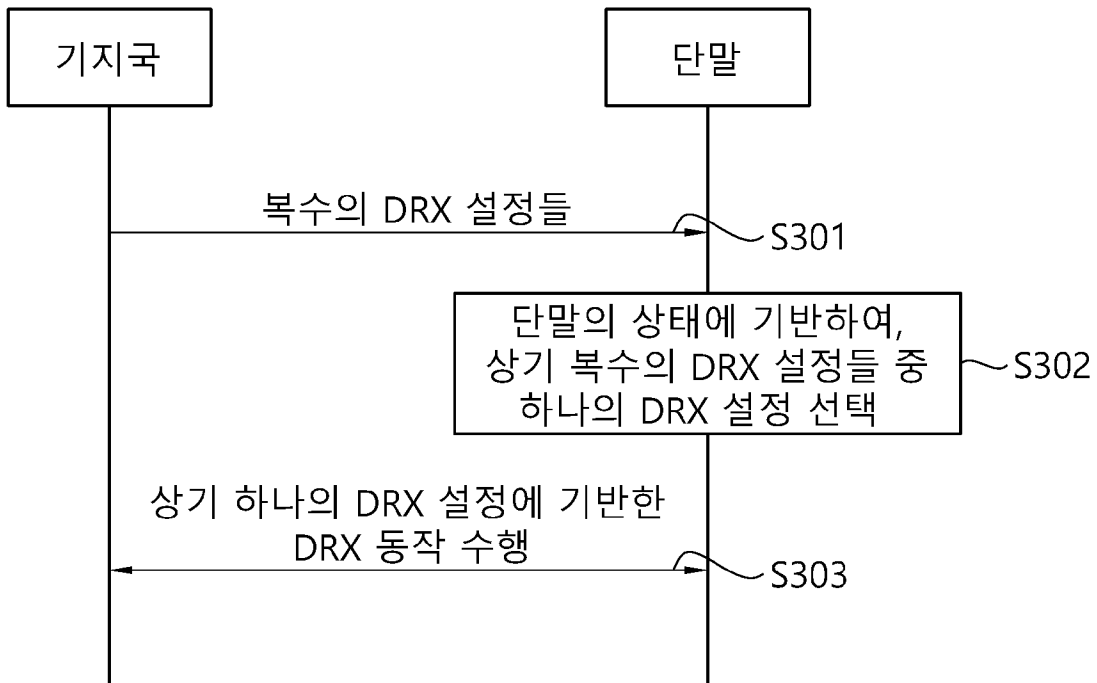 기지국
단말
복수의 DRX 설정들
S301
단말의 상태에 기반하여,
상기 복수의 DRX 설정들 중
하나의 DRX 설정 선택
S302
상기 하나의 DRX 설정에 기반한
DRX 동작 수행
S303